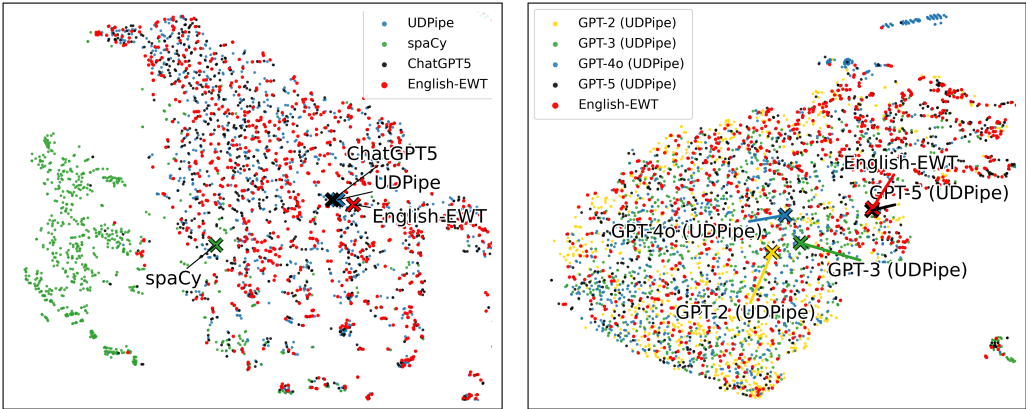 UDPipe
spaCy
ChatGPT5
English-EWT
ChatGPT5
UDPipe
English-EWT
spaCy
GPT-2 (UDPipe)
GPT-3 (UDPipe)
GPT-4o (UDPipe)
GPT-5 (UDPipe)
English-EWT
English-EWT
GPT-5 (UDPipe)
GPT-4o (UDPipe)
GPT-3 (UDPipe)
GPT-2 (UDPipe)